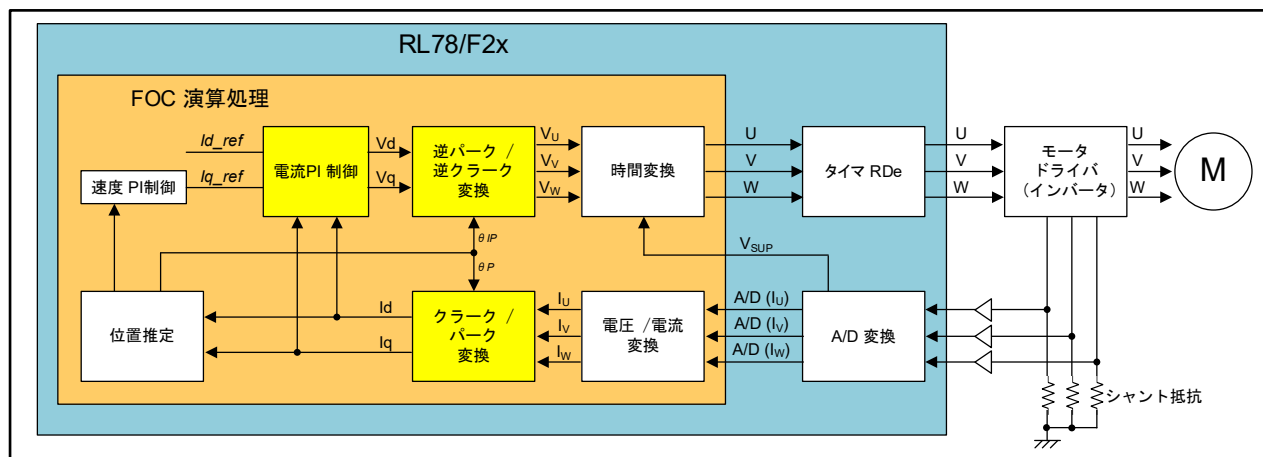 RL78/F2x
FOC 演算処理
Id_ref
Iq_ref
速度 PI制御
電流PI 制御
Vd
Vq
逆パーク /
逆クラーク
変換
VU
VV
VW
時間変換
U
V
W
タイマ RDe
U
V
W
モータ
ドライバ
(インバータ)
U
V
W
M
θ IP
θ P
VSUP
位置推定
Id
Iq
クラーク /
パーク
変換
IU
IV
IW
電圧 /電流
変換
A/D (IU)
A/D (IV)
A/D (IW)
A/D 変換
シャント抵抗